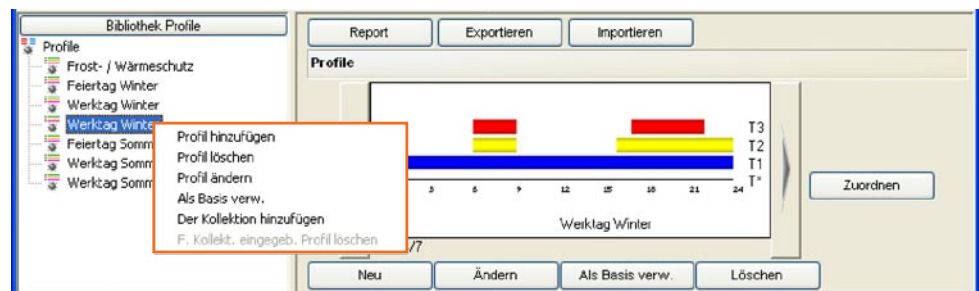 Bibliothek Profile
Profile
Frost- / Wärmeschutz
Feiertag Winter
Werktag Winter
Werktag Winte
Feiertag Somm
Werktag Somm
Werktag Somm
Profil hinzufügen
Profil löschen
Profil ändern
Als Basis verw.
Der Kollektion hinzufügen
F. Kollekt. eingegeb. Profil löschen
Report Exportieren Importieren
Profile
T3
T2
T1
3 6 9 12 15 18 21 24 T*
Werktag Winter
/7
Zuordnen
Neu Ändern Als Basis verw. Löschen